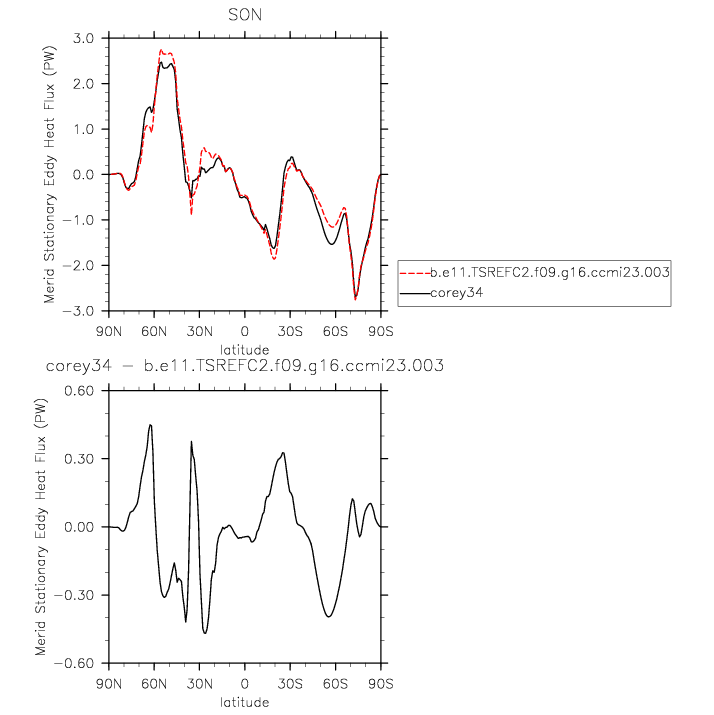 SON
Merid Stationary Eddy Heat Flux (PW)
3.0
2.0
1.0
0.0
−1.0
−2.0
−3.0
90N 60N 30N 0 30S 60S 90S
latitude
b.e11.TSREFC2.f09.g16.ccmi23.003
corey34
corey34 − b.e11.TSREFC2.f09.g16.ccmi23.003
Merid Stationary Eddy Heat Flux (PW)
0.60
0.30
0.00
−0.30
−0.60
90N 60N 30N 0 30S 60S 90S
latitude